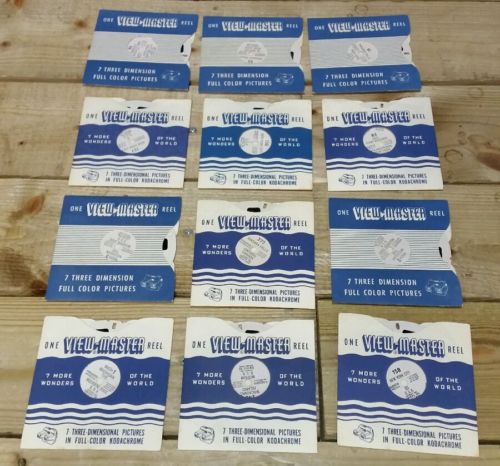 ONE VIEW-MASTER REEL
7 THREE DIMENSION
FULL COLOR PICTURES
ONE VIEW-MASTER REEL
7 THREE DIMENSION
FULL COLOR PICTURES
ONE VIEW-MASTER REEL
7 THREE DIMENSION
FULL COLOR PICTURES
ONE VIEW-MASTER REEL
7 MORE WONDERS OF THE WORLD
7 THREE-DIMENSIONAL PICTURES
IN FULL-COLOR KODACHROME
ONE VIEW-MASTER REEL
7 MORE WONDERS OF THE WORLD
7 THREE-DIMENSIONAL PICTURES
IN FULL-COLOR KODACHROME
ONE VIEW-MASTER REEL
7 MORE WONDERS OF THE WORLD
7 THREE-DIMENSIONAL PICTURES
IN FULL-COLOR KODACHROME
ONE VIEW-MASTER REEL
7 THREE DIMENSION
FULL COLOR PICTURES
ONE VIEW-MASTER REEL
7 MORE WONDERS OF THE WORLD
7 THREE-DIMENSIONAL PICTURES
IN FULL-COLOR KODACHROME
ONE VIEW-MASTER REEL
7 THREE DIMENSION
FULL COLOR PICTURES
ONE VIEW-MASTER REEL
7 MORE WONDERS OF THE WORLD
7 THREE-DIMENSIONAL PICTURES
IN FULL-COLOR KODACHROME
ONE VIEW-MASTER REEL
7 MORE WONDERS OF THE WORLD
7 THREE-DIMENSIONAL PICTURES
IN FULL-COLOR KODACHROME
ONE VIEW-MASTER REEL
7 MORE WONDERS OF THE WORLD
NEW YORK CITY
7 THREE-DIMENSIONAL PICTURES
IN FULL-COLOR KODACHROME